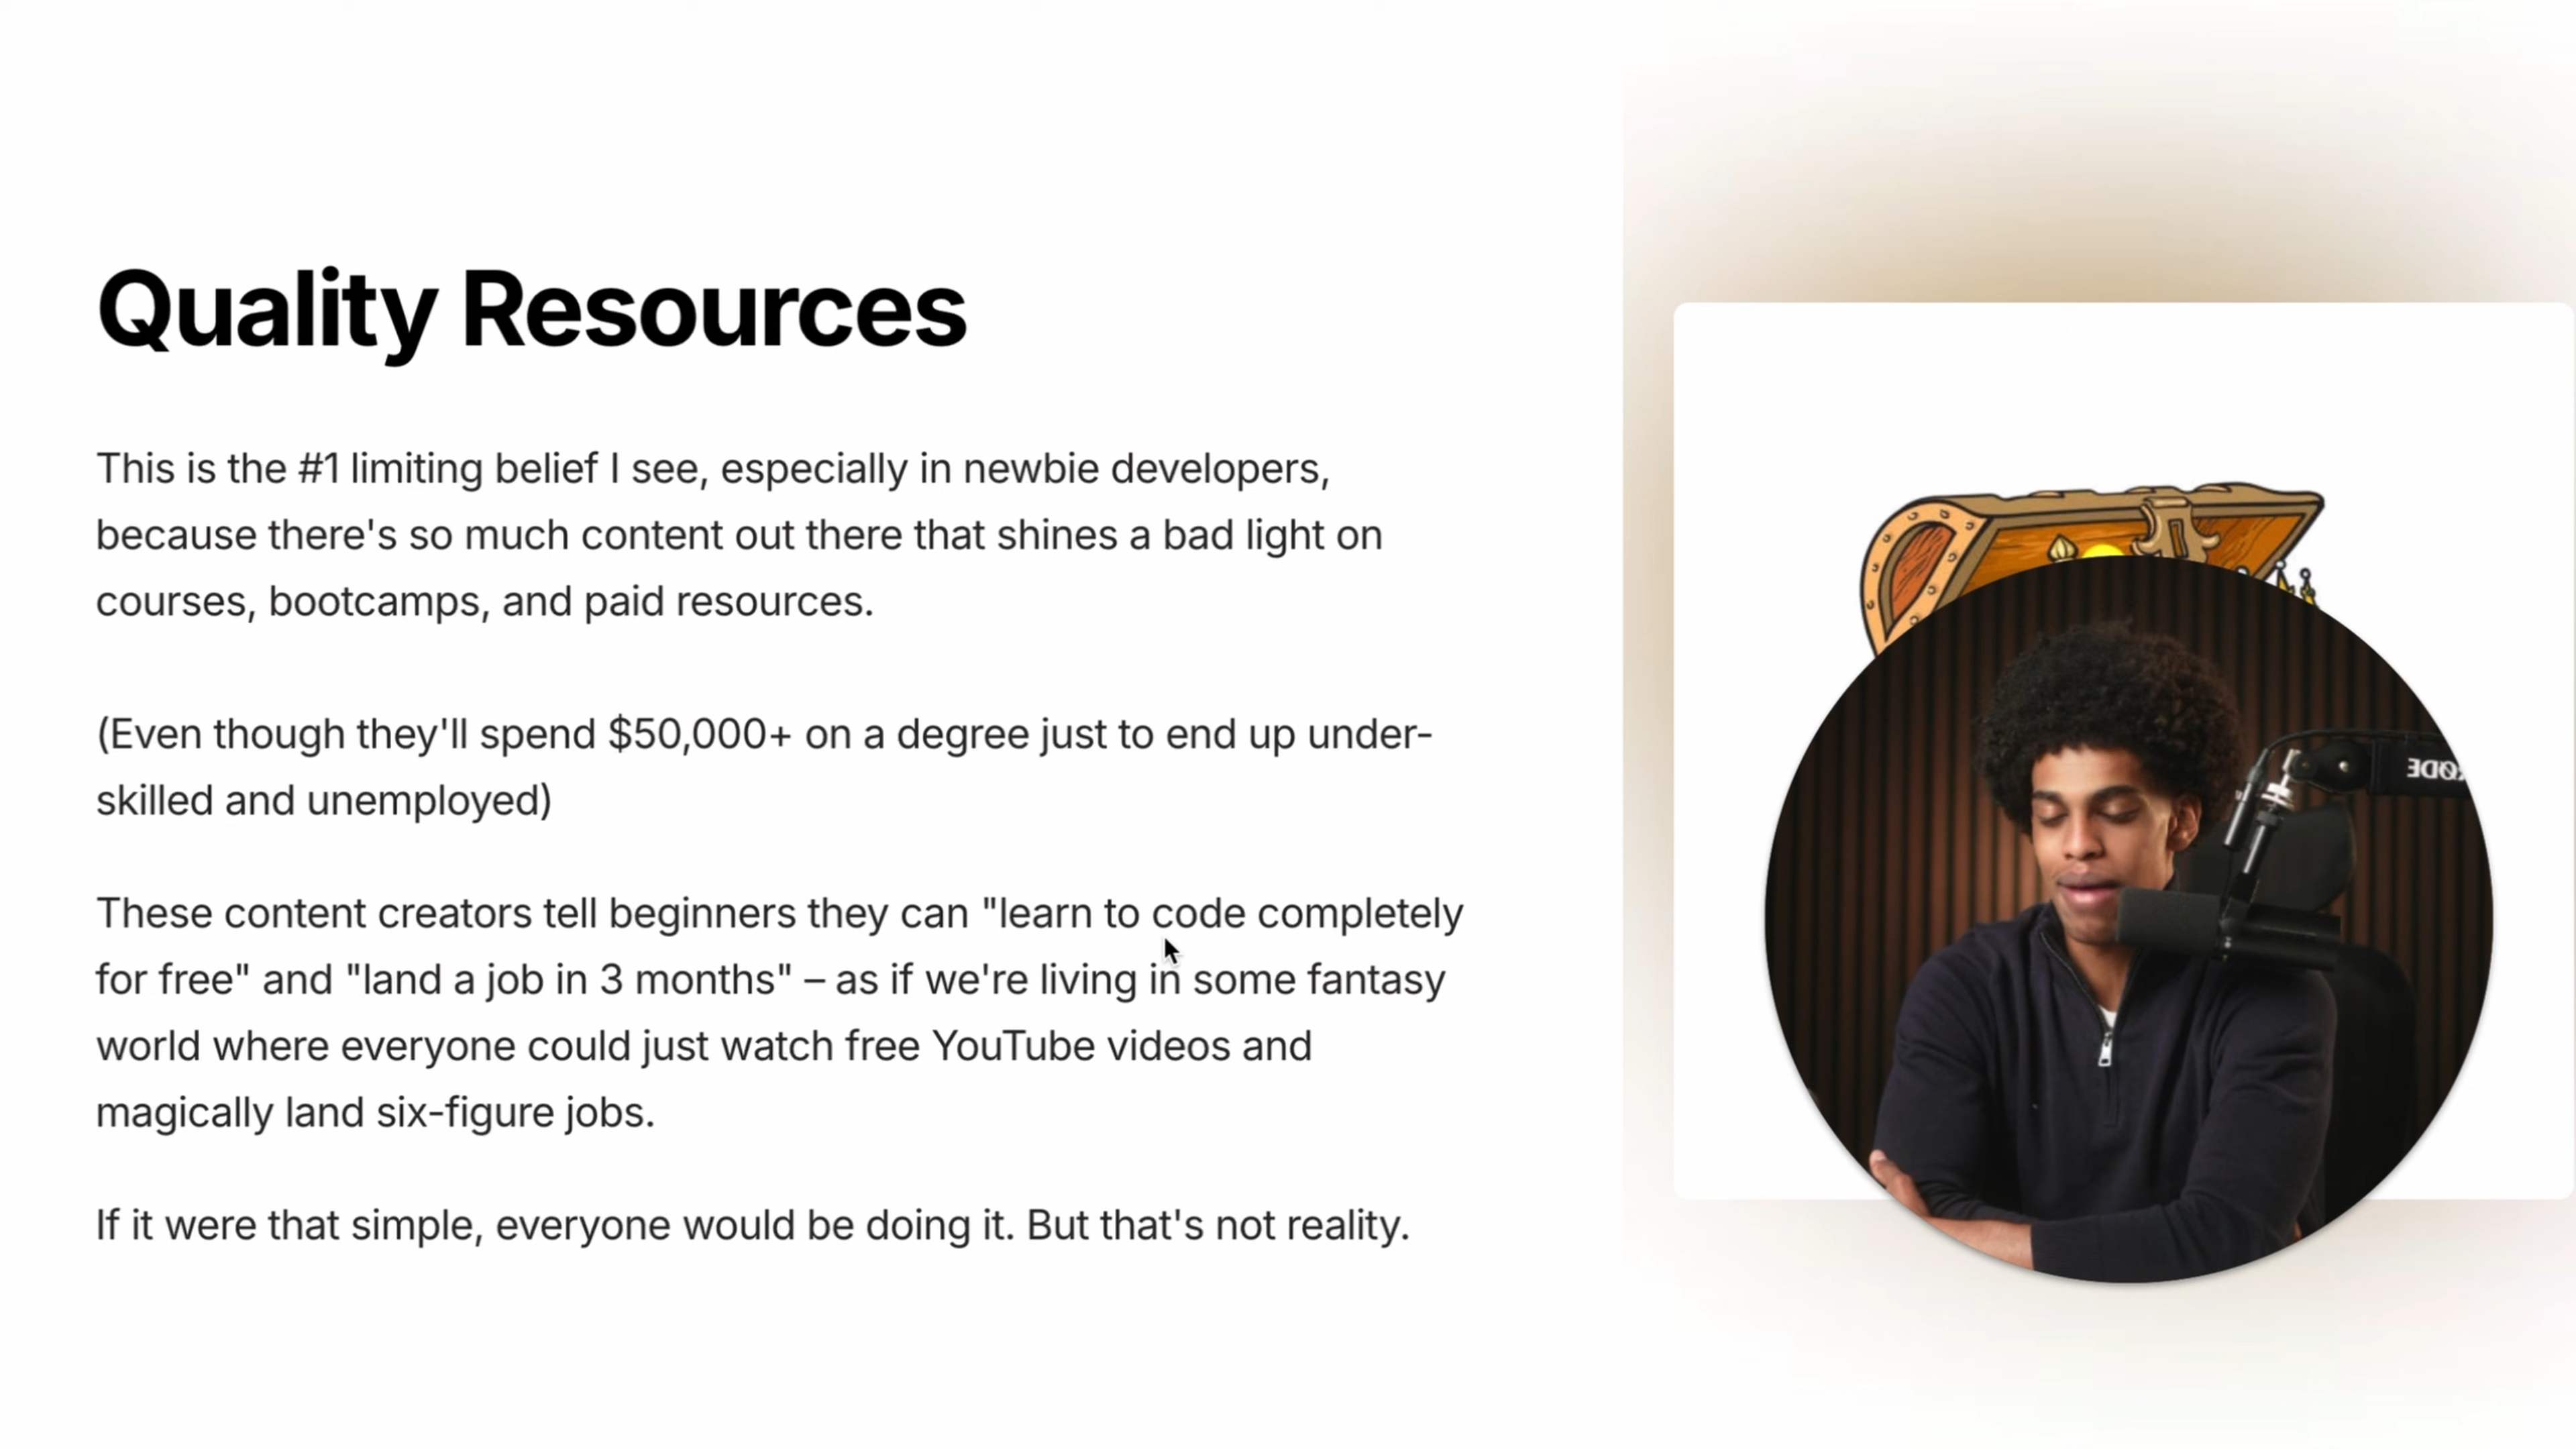 Quality Resources
This is the #1 limiting belief I see, especially in newbie developers,
because there's so much content out there that shines a bad light on
courses, bootcamps, and paid resources.
(Even though they'll spend $50,000+ on a degree just to end up under-
skilled and unemployed)
These content creators tell beginners they can "learn to code completely
for free" and "land a job in 3 months" – as if we're living in some fantasy
world where everyone could just watch free YouTube videos and
magically land six-figure jobs.
If it were that simple, everyone would be doing it. But that's not reality.
RØDE